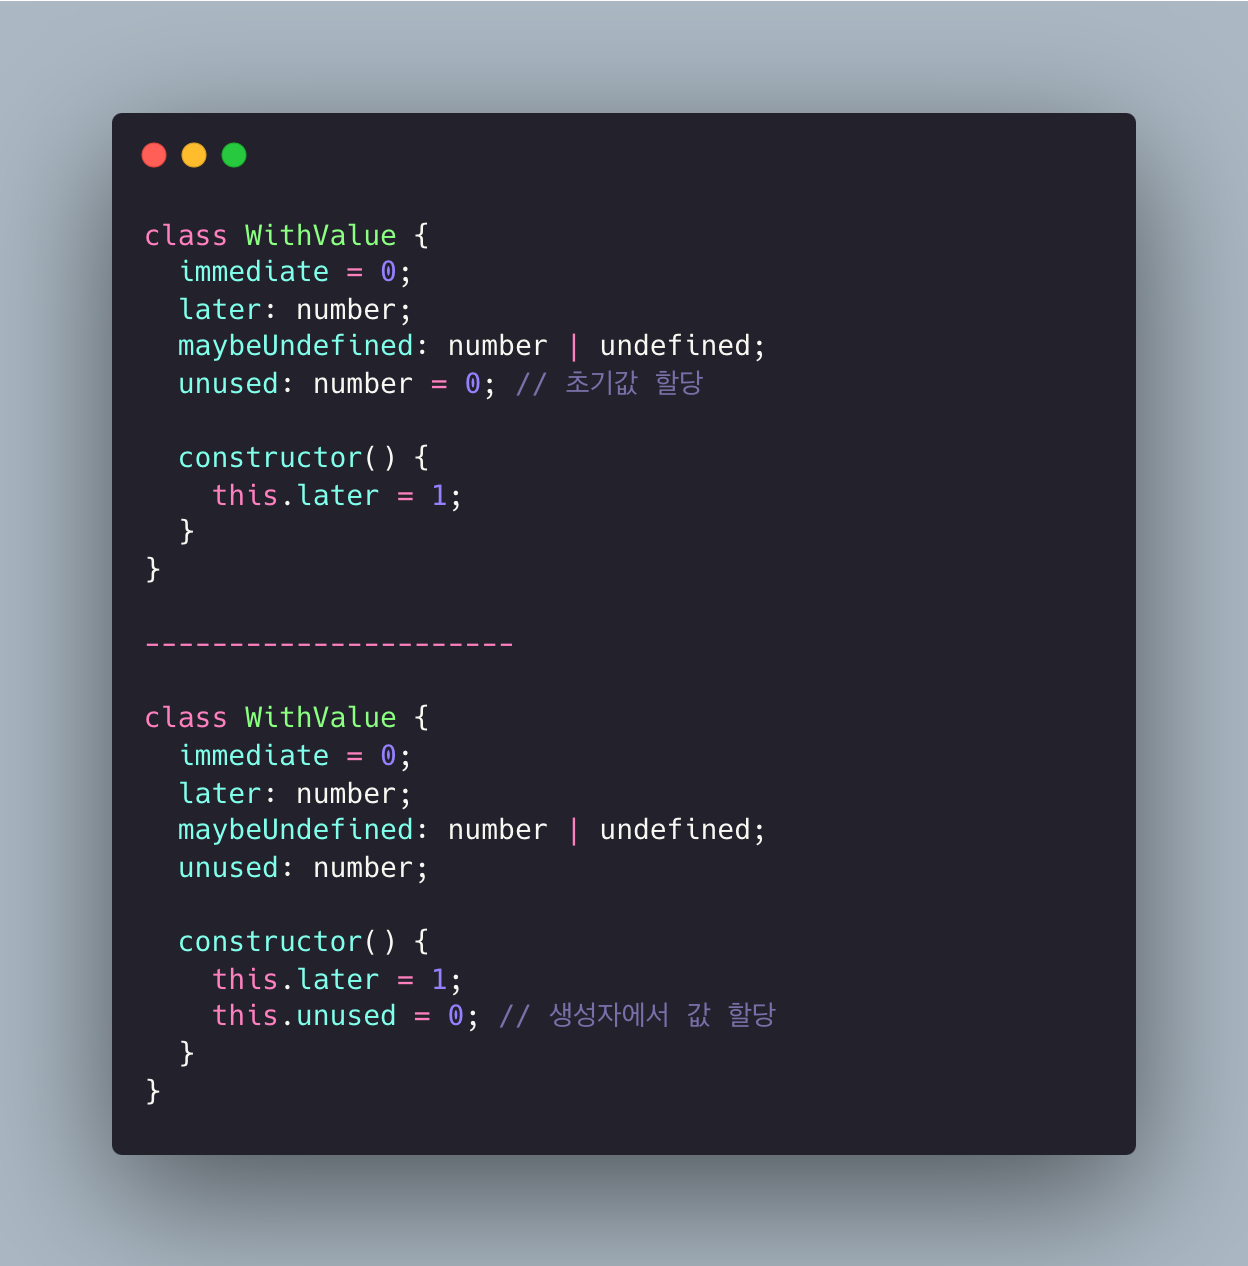 class WithValue {
  immediate = 0;
  later: number;
  maybeUndefined: number | undefined;
  unused: number = 0; // 초기값 할당
  constructor() {
    this.later = 1;
  }
}
----------------------
class WithValue {
  immediate = 0;
  later: number;
  maybeUndefined: number | undefined;
  unused: number;
  constructor() {
    this.later = 1;
    this.unused = 0; // 생성자에서 값 할당
  }
}